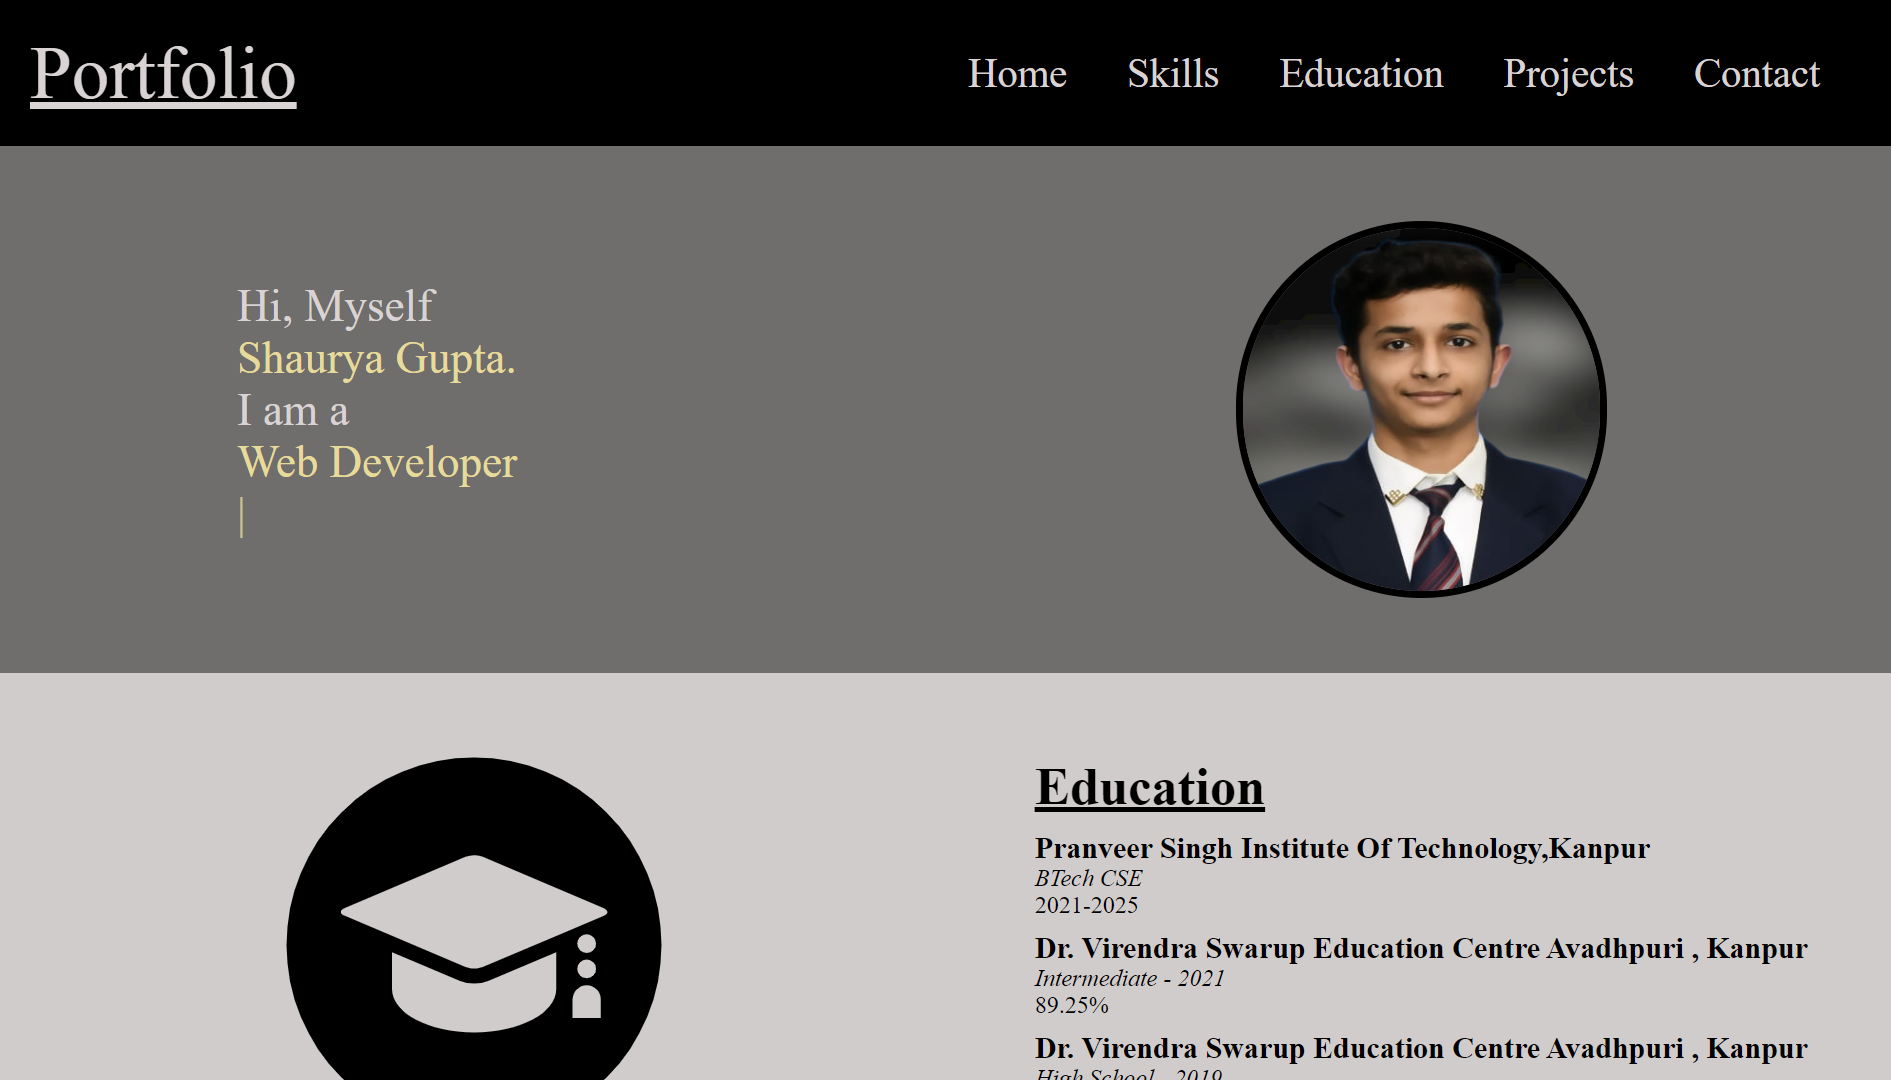 Portfolio
Home Skills Education Projects Contact
Hi, Myself
Shaurya Gupta.
I am a
Web Developer
|
Education
Pranveer Singh Institute Of Technology,Kanpur
BTech CSE
2021-2025
Dr. Virendra Swarup Education Centre Avadhpuri , Kanpur
Intermediate - 2021
89.25%
Dr. Virendra Swarup Education Centre Avadhpuri , Kanpur
High School - 2019